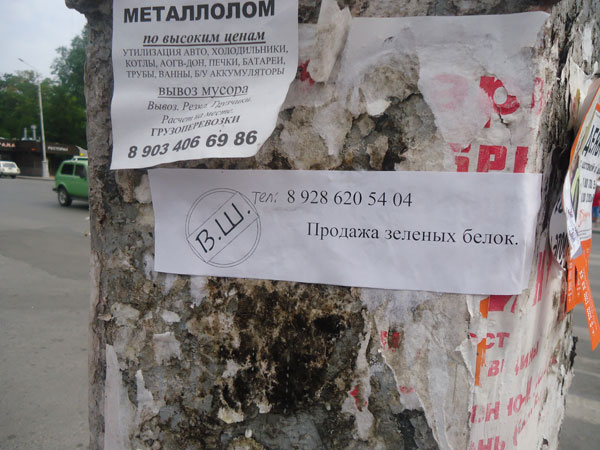 МЕТАЛЛОЛОМ
по высоким ценам
УТИЛИЗАЦИЯ АВТО, ХОЛОДИЛЬНИКИ,
КОТЛЫ, АОГВ-ДОН, ПЕЧКИ, БАТАРЕИ,
ТРУБЫ, ВАННЫ, Б/У АККУМУЛЯТОРЫ
ВЫВОЗ МУСОРА
Вывоз. Резка. Грузчики
Расчет на месте.
ГРУЗОПЕРЕВОЗКИ
8 903 406 69 86
В.Ш.
Тел: 8 928 620 54 04
Продажа зеленых белок.